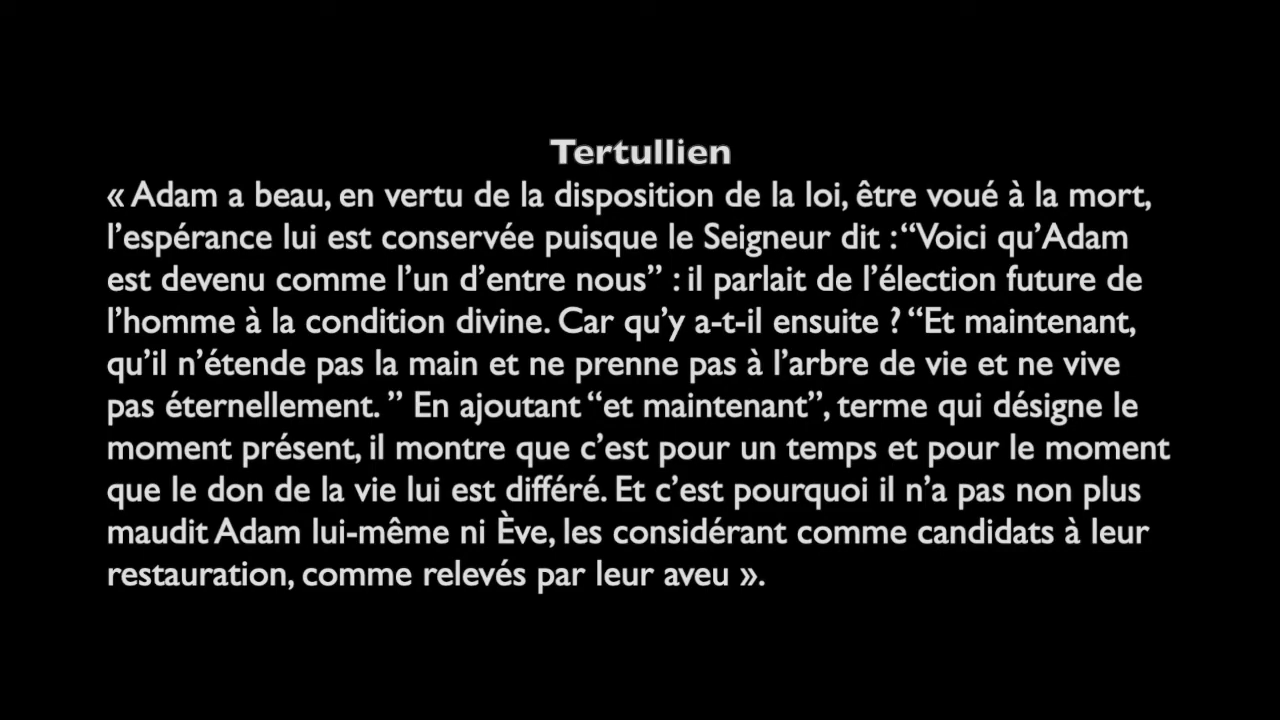 Tertullien
« Adam a beau, en vertu de la disposition de la loi, être voué à la mort,
l’espérance lui est conservée puisque le Seigneur dit : “Voici qu’Adam
est devenu comme l’un d’entre nous” : il parlait de l’élection future de
l’homme à la condition divine. Car qu’y a-t-il ensuite ? “Et maintenant,
qu’il n’étende pas la main et ne prenne pas à l’arbre de vie et ne vive
pas éternellement. ” En ajoutant “et maintenant”, terme qui désigne le
moment présent, il montre que c’est pour un temps et pour le moment
que le don de la vie lui est différé. Et c’est pourquoi il n’a pas non plus
maudit Adam lui-même ni Ève, les considérant comme candidats à leur
restauration, comme relevés par leur aveu ».